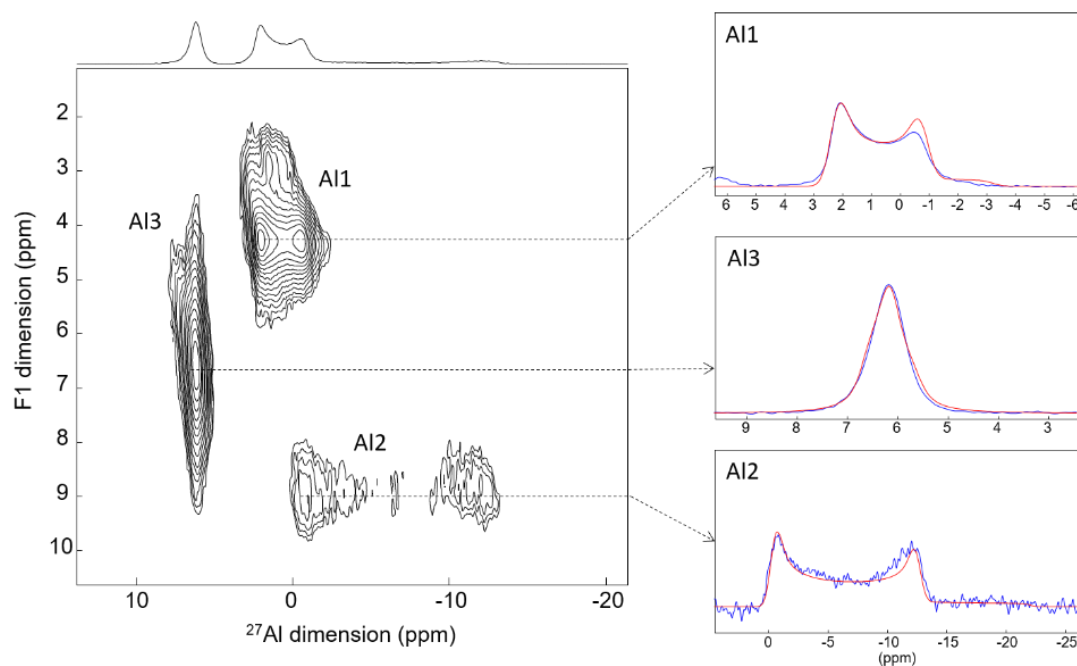 2
3
4
5
6
7
8
9
10
F1 dimension (ppm)
Al1
Al3
Al2
10 0 -10 -20
27Al dimension (ppm)
Al1
6 5 4 3 2 1 0 -1 -2 -3 -4 -5 -6
Al3
9 8 7 6 5 4 3
Al2
0 -5 -10 -15 -20 -25
(ppm)